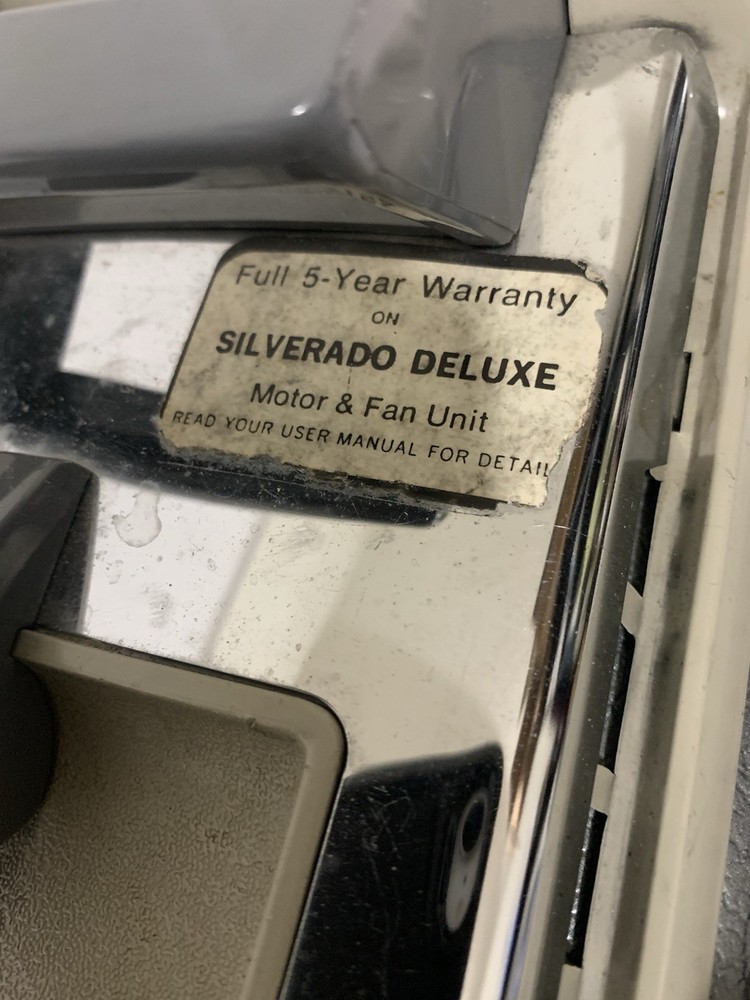 Full 5-Year Warranty
ON
SILVERADO DELUXE
Motor & Fan Unit
READ YOUR USER MANUAL FOR DETAIL